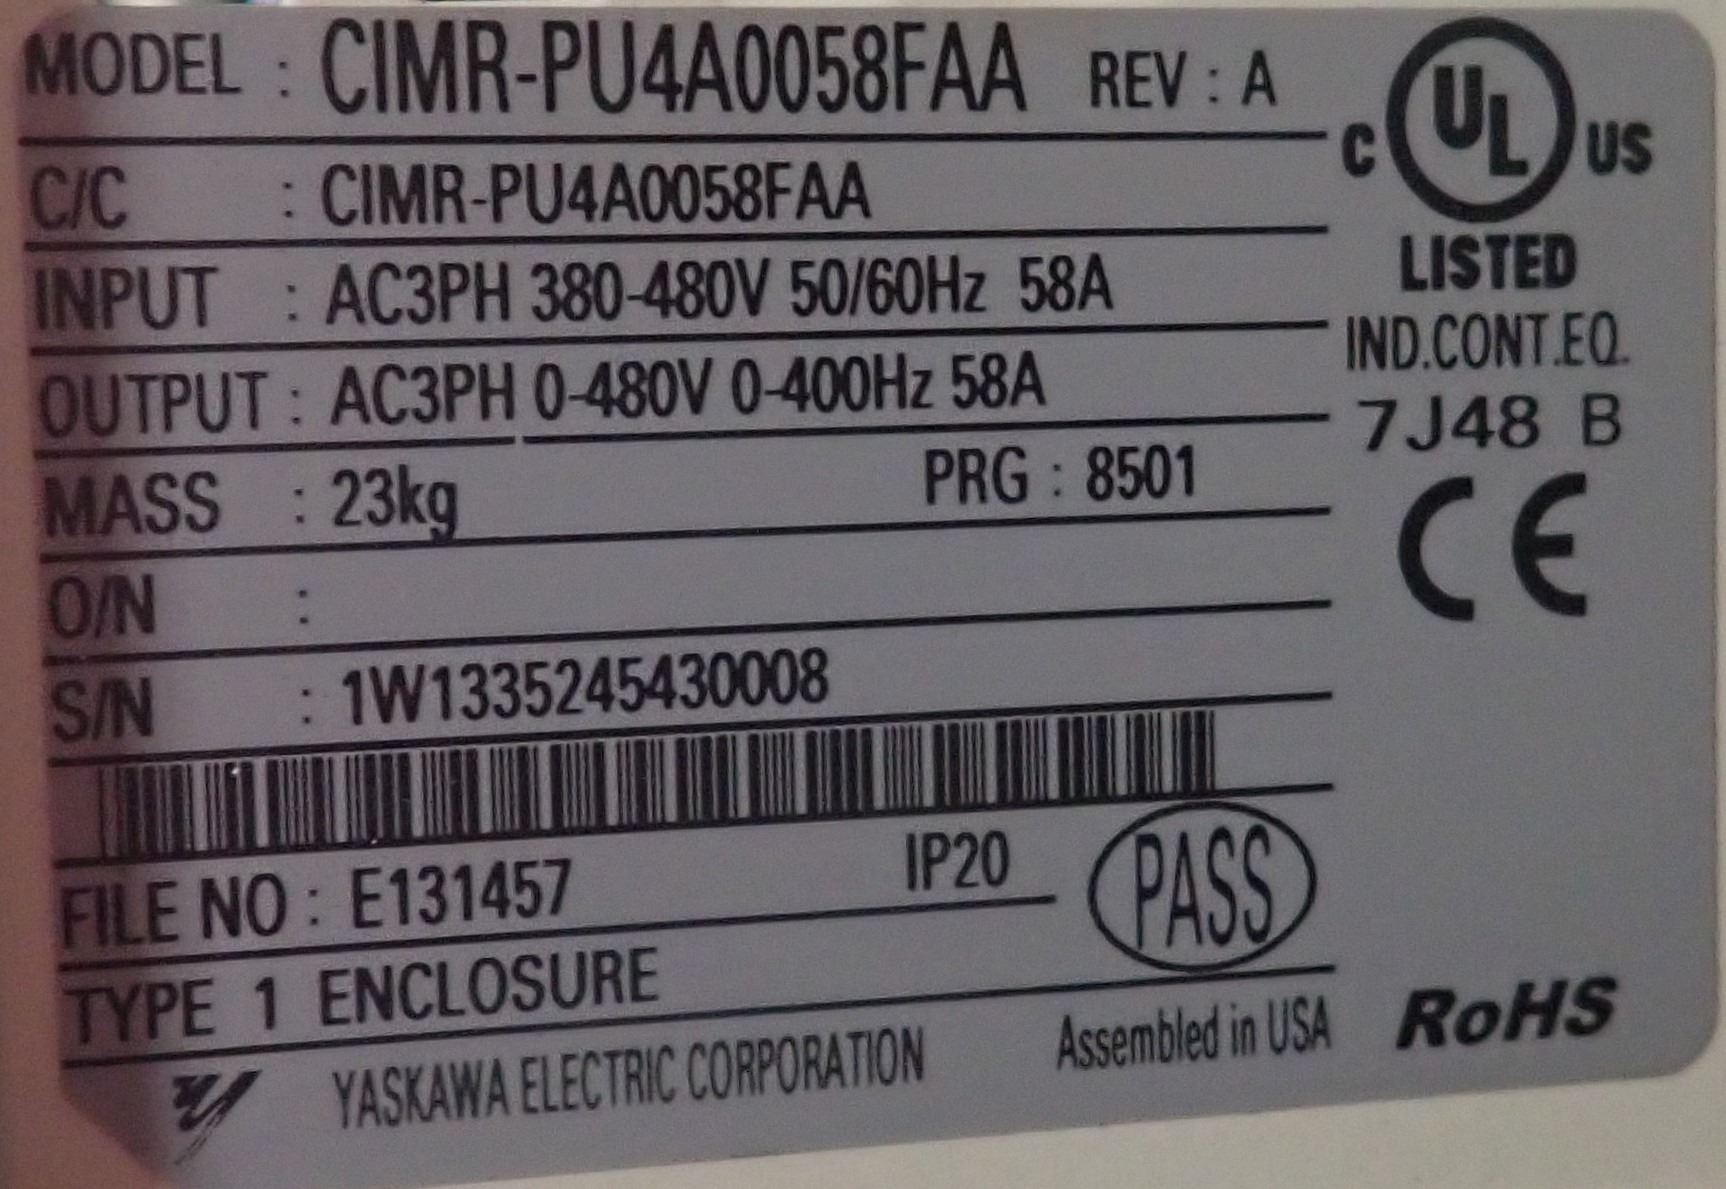 MODEL : CIMR-PU4A0058FAA REV : A
C/C : CIMR-PU4A0058FAA
INPUT : AC3PH 380-480V 50/60Hz 58A
OUTPUT : AC3PH 0-480V 0-400Hz 58A
MASS : 23kg PRG : 8501
O/N :
S/N : 1W1335245430008
FILE NO : E131457 IP20
PASS
TYPE 1 ENCLOSURE
YASKAWA ELECTRIC CORPORATION
Assembled in USA
C UL US
LISTED
IND.CONT.EQ.
7J48 B
CE
RoHS